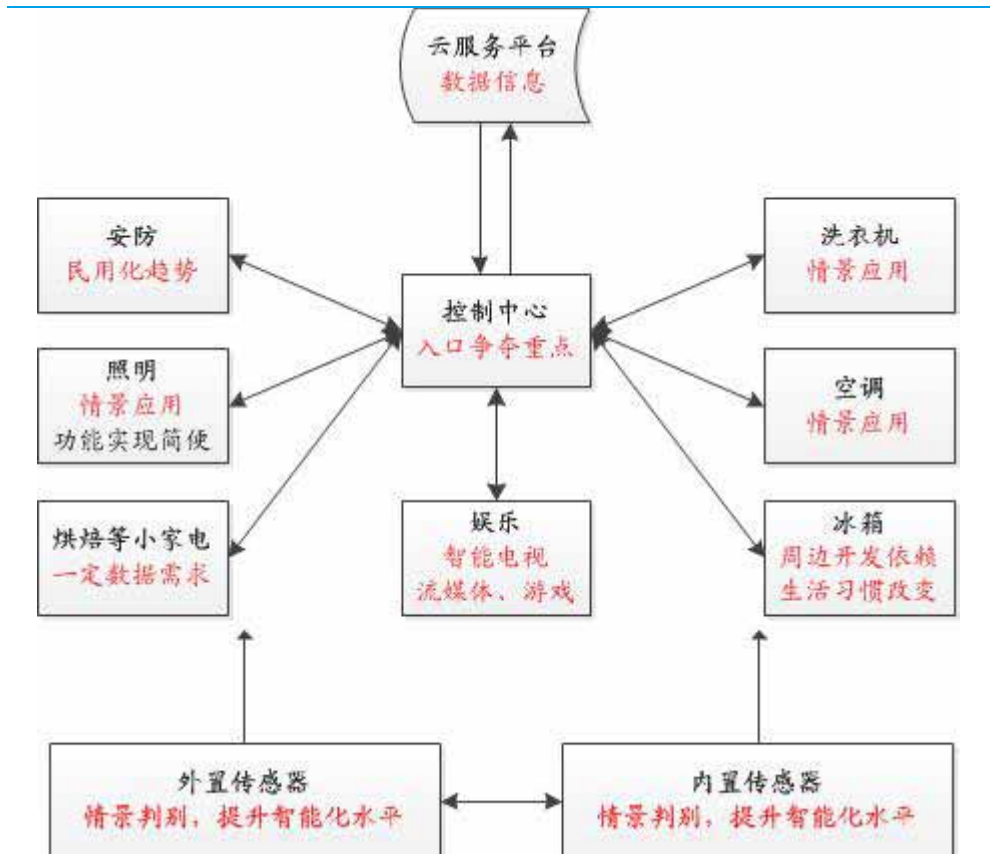 云服务平台
数据信息
安防
民用化趋势
洗衣机
情景应用
控制中心
入口争夺重点
照明
情景应用
功能实现简便
空调
情景应用
烘焙等小家电
一定数据需求
娱乐
智能电视
流媒体、游戏
冰箱
周边开发依赖
生活习惯改变
外置传感器
情景判别，提升智能化水平
内置传感器
情景判别，提升智能化水平